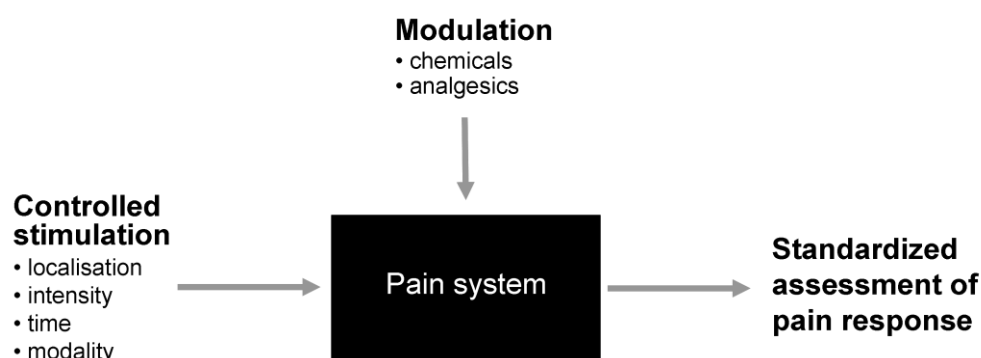 Modulation
• chemicals
• analgesics
Controlled
stimulation
• localisation
• intensity
• time
• modality
Pain system
Standardized
assessment of
pain response